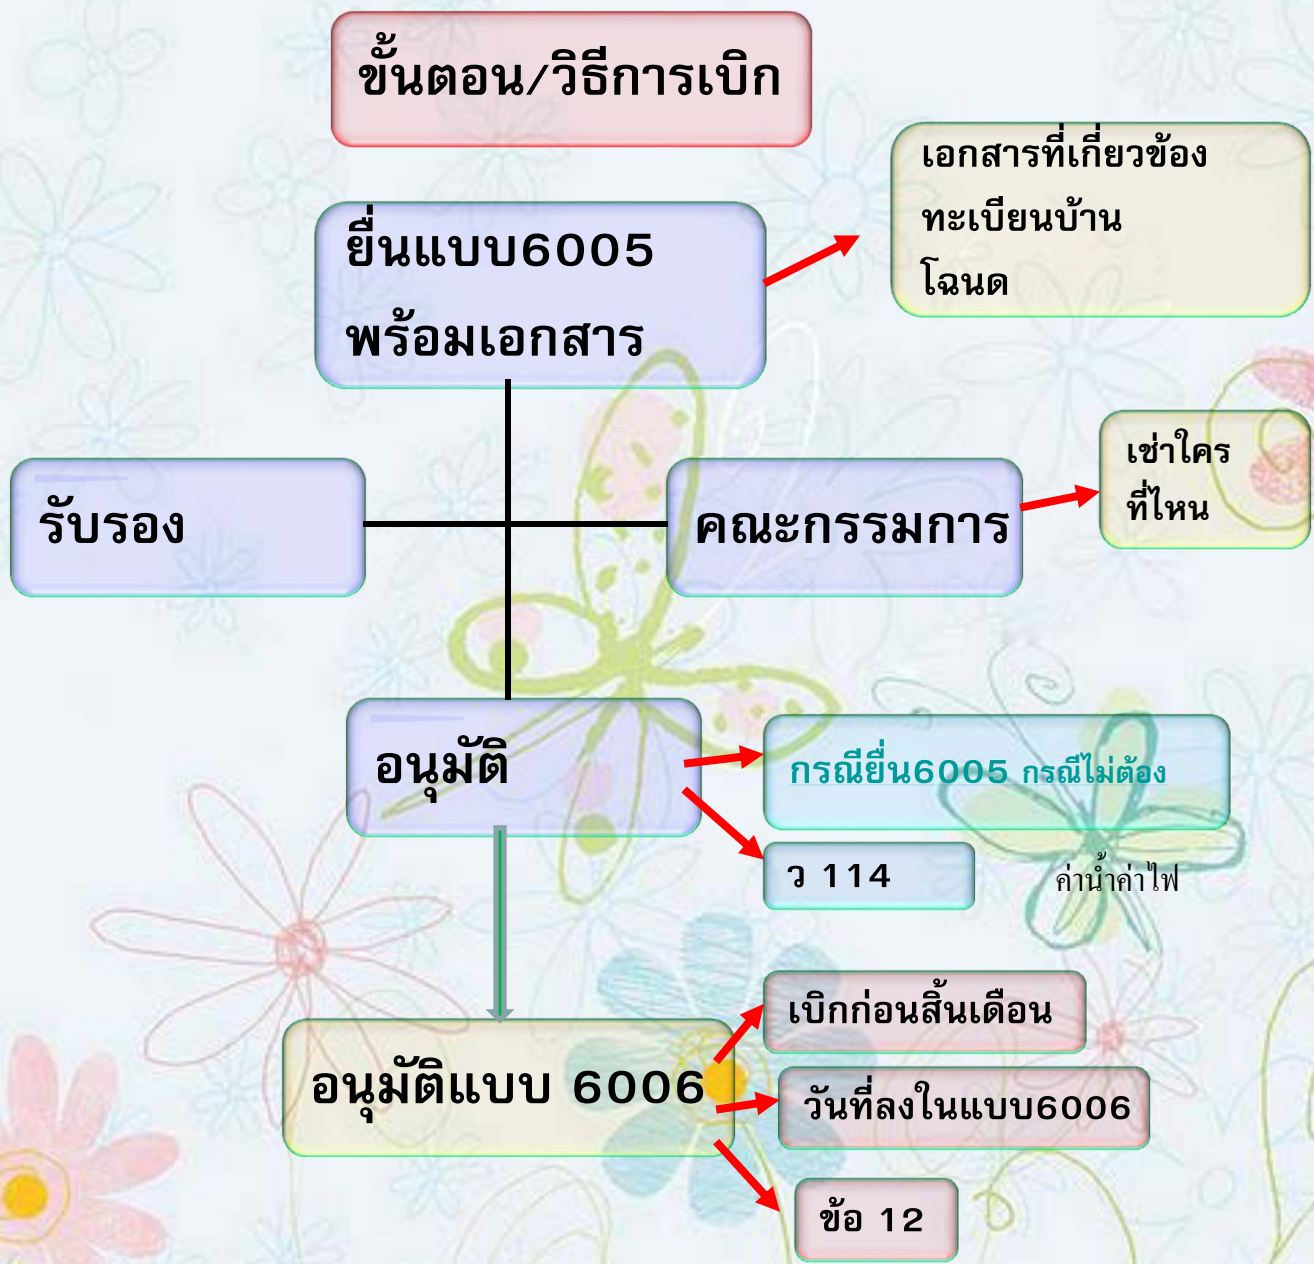 ขั้นตอน/วิธีการเบิก
ยื่นแบบ6005
พร้อมเอกสาร
เอกสารที่เกี่ยวข้อง
ทะเบียนบ้าน
โฉนด
รับรอง
คณะกรรมการ
เช่าใคร
ที่ไหน
อนุมัติ
กรณียื่น6005 กรณีไม่ต้อง
ว 114
ค่าน้ำค่าไฟ
อนุมัติแบบ 6006
เบิกก่อนสิ้นเดือน
วันที่ลงในแบบ6006
ข้อ 12